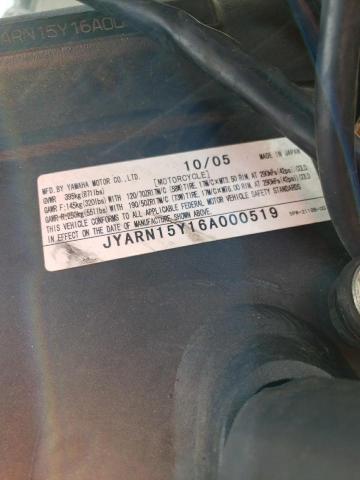 ARN15Y16A00
10/05 MADE IN JAPAN
MFD.BY YAMAHA MOTOR CO.,LTD. [MOTORCYCLE]
GVWR 395kg(871lbs)
GAWR-F:145kg(320lbs)WITH 120/70ZR17M/C (58W)TIRE, 17M/C×MT3.50 RIM, AT 290kPa(42psi)COLD
GAWR-R:250kg(551lbs)WITH 190/50ZR17M/C (73W)TIRE, 17M/C×MT6.00 RIM, AT 290kPa(42psi)COLD
THIS VEHICLE CONFORMS TO ALL APPLICABLE FEDERAL MOTOR VEHICLE SAFETY STANDARDS
IN EFFECT ON THE DATE OF MANUFACTURE SHOWN ABOVE.
JYARN15Y16A000519